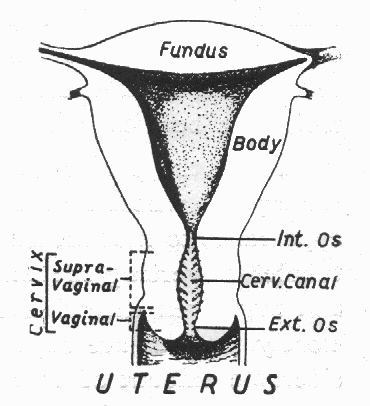 Fundus
Body
Int. Os
Cervix
Supra-
Vaginal
Cerv. Canal
Vaginal
Ext. Os
UTERUS